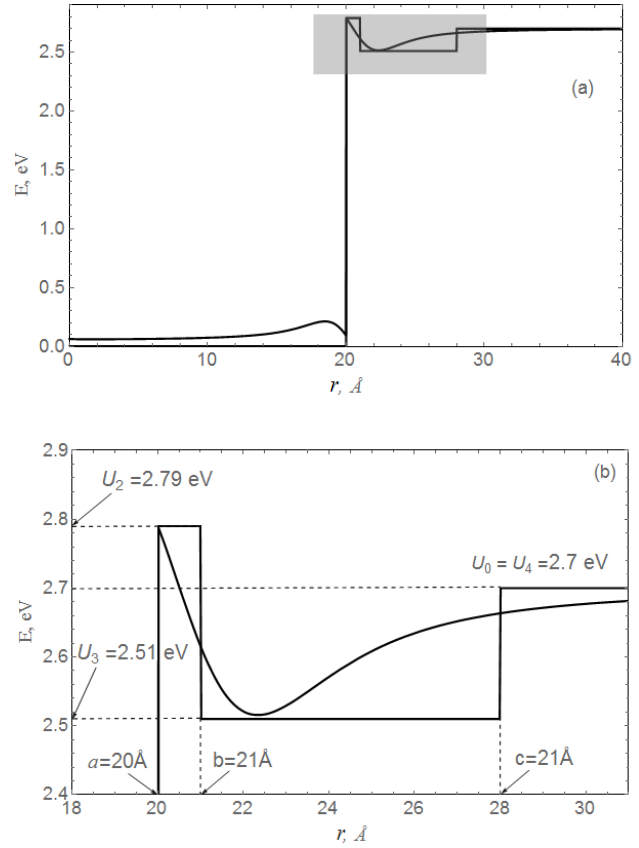 2.5
2.0
1.5
1.0
0.5
0.0
E, eV
(a)
0
10
20
30
40
r, Å
2.9
2.8
2.7
2.6
2.5
2.4
E, eV
(b)
U₂ =2.79 eV
U₀ = U₄ =2.7 eV
U₃ =2.51 eV
a=20Å
b=21Å
c=21Å
18
20
22
24
26
28
30
r, Å